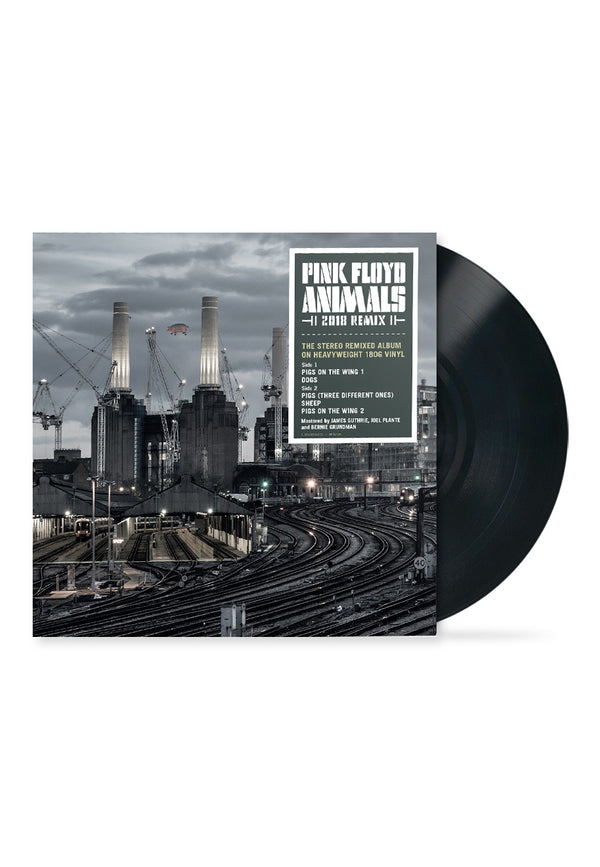 PINK FLOYD
ANIMALS
2018 REMIX
THE STEREO REMIXED ALBUM
ON HEAVYWEIGHT 180G VINYL
Side 1
PIGS ON THE WING 1
DOGS
Side 2
PIGS (THREE DIFFERENT ONES)
SHEEP
PIGS ON THE WING 2
Mastered by JAMES GUTHRIE, JOEL PLANTE
and BERNIE GRUNDMAN
40